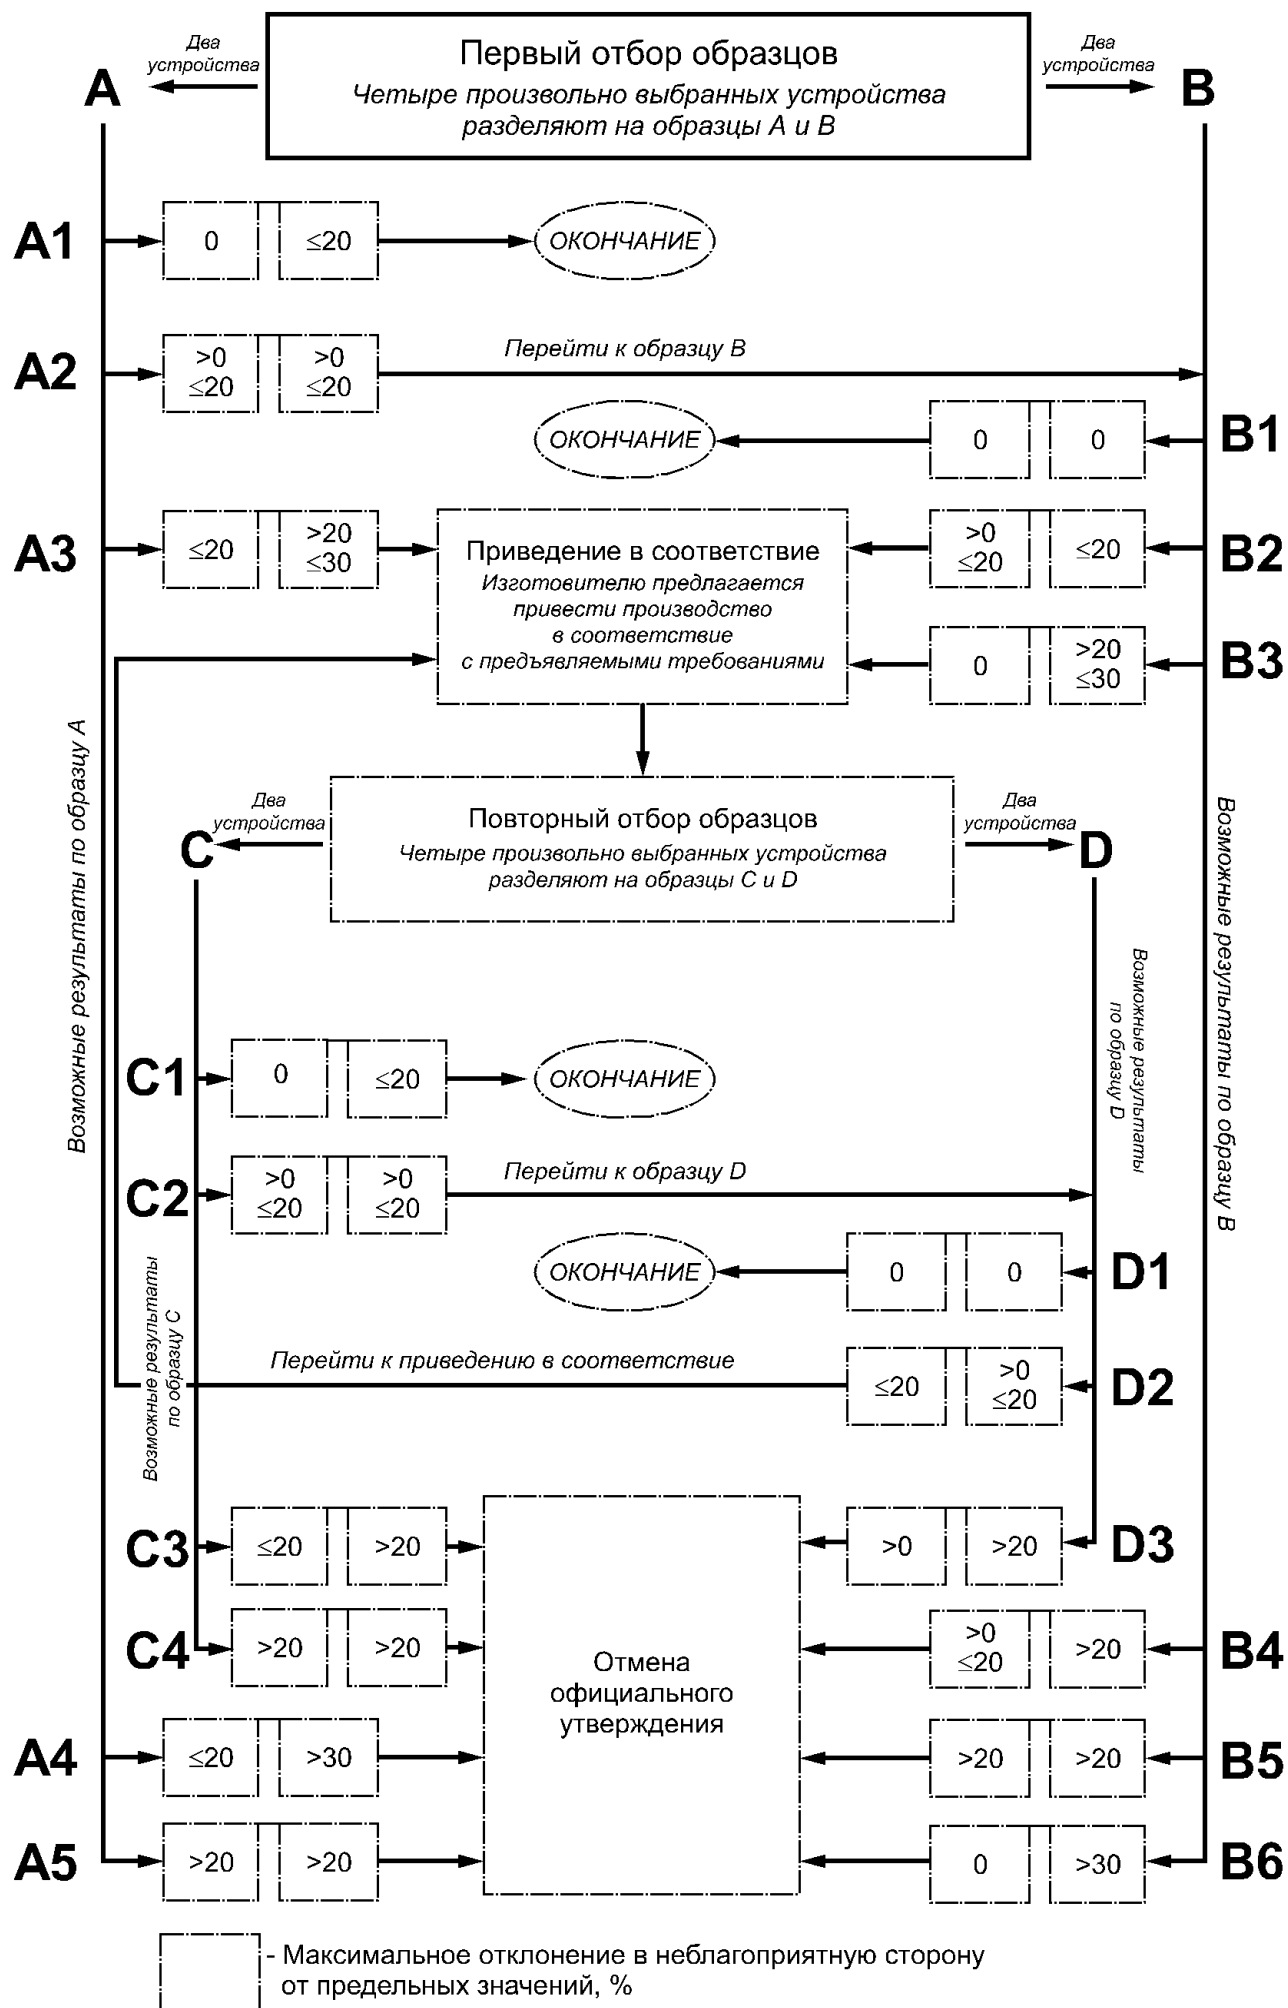 Первый отбор образцов
Четыре произвольно выбранных устройства
разделяют на образцы А и В
Два
устройства
Два
устройства
A
B
A1
0
≤20
ОКОНЧАНИЕ
A2
>0
≤20
>0
≤20
Перейти к образцу В
ОКОНЧАНИЕ
0
0
B1
A3
≤20
>20
≤30
Приведение в соответствие
Изготовителю предлагается
привести производство
в соответствие
с предъявляемыми требованиями
>0
≤20
≤20
B2
0
>20
≤30
B3
Возможные результаты по образцу А
Возможные результаты по образцу В
Повторный отбор образцов
Четыре произвольно выбранных устройства
разделяют на образцы С и D
Два
устройства
Два
устройства
C
D
Возможные результаты
по образцу D
C1
0
≤20
ОКОНЧАНИЕ
C2
>0
≤20
>0
≤20
Перейти к образцу D
ОКОНЧАНИЕ
0
0
D1
Возможные результаты
по образцу С
Перейти к приведению в соответствие
≤20
>0
≤20
D2
C3
≤20
>20
>0
>20
D3
C4
>20
>20
Отмена
официального
утверждения
>0
≤20
>20
B4
A4
≤20
>30
>20
>20
B5
A5
>20
>20
0
>30
B6
- Максимальное отклонение в неблагоприятную сторону
от предельных значений, %